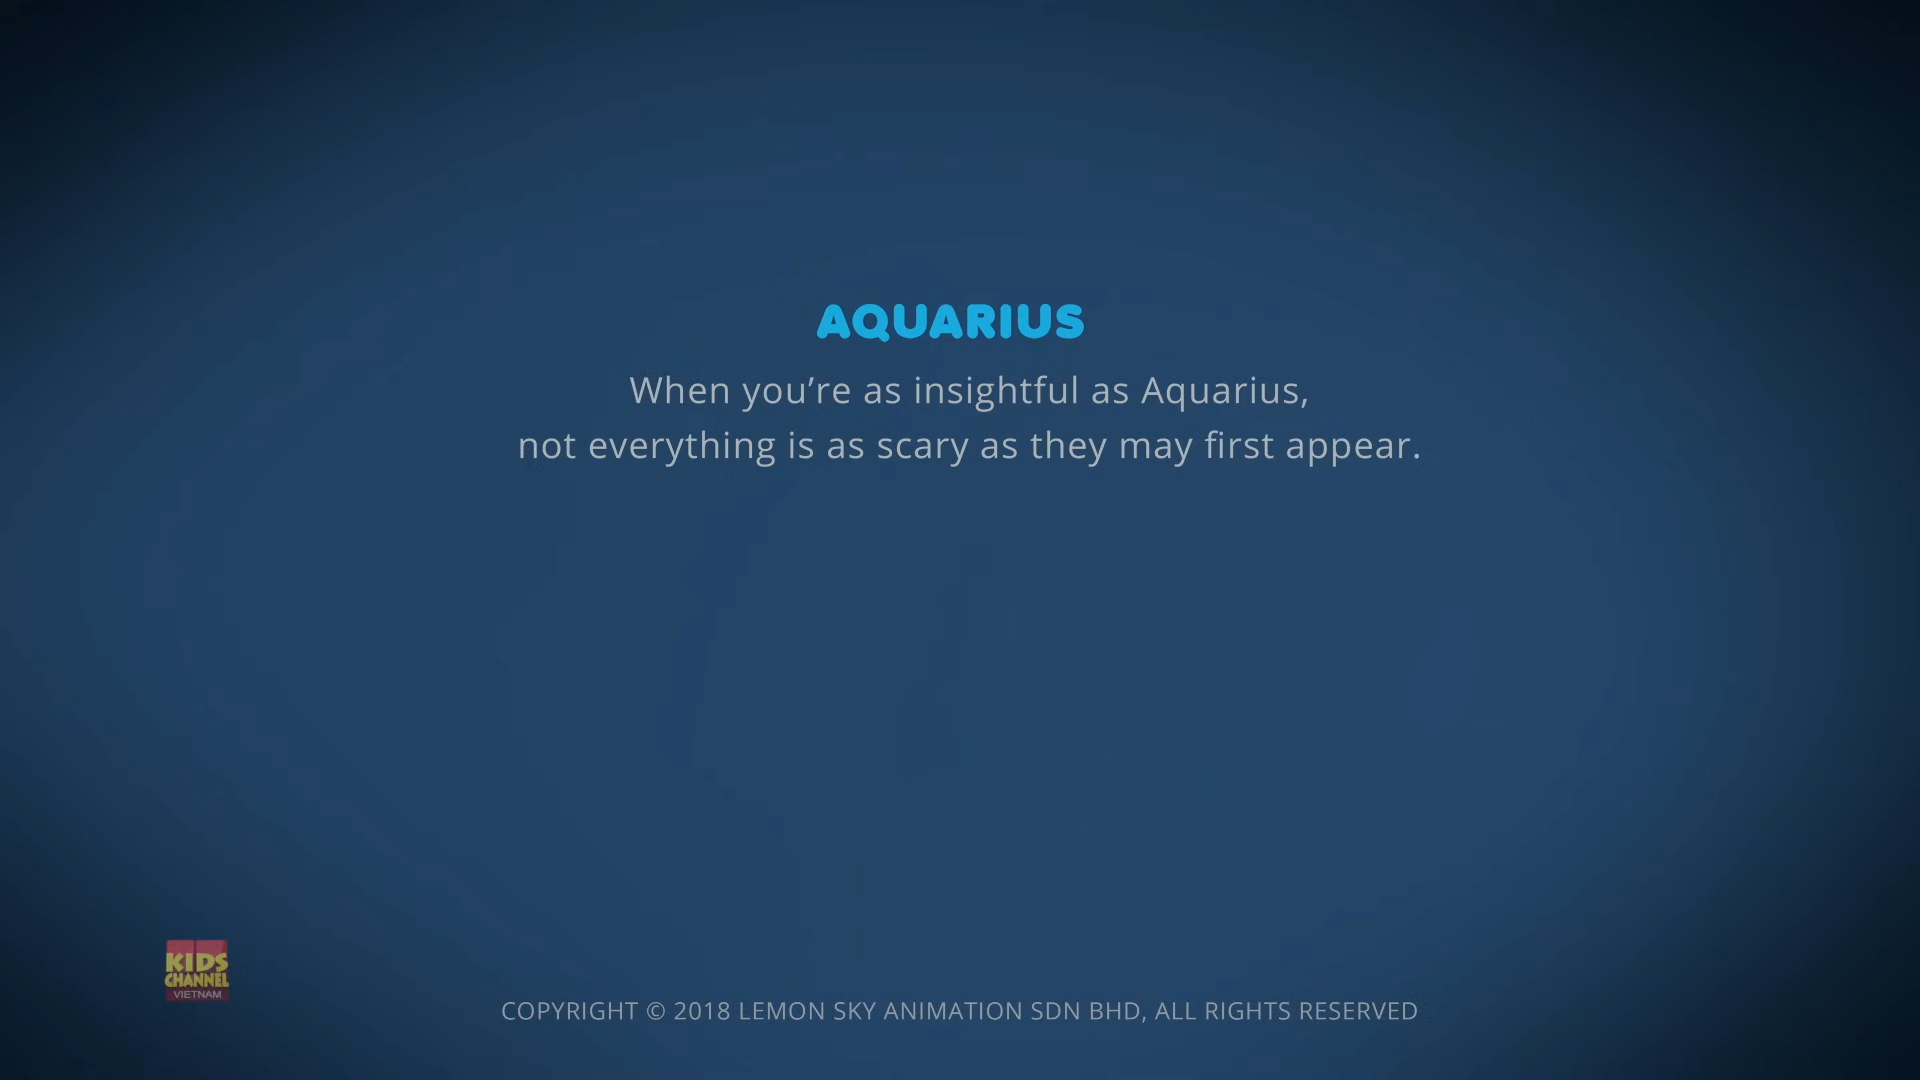 AQUARIUS
When you’re as insightful as Aquarius,
not everything is as scary as they may first appear.
KIDS
CHANNEL
VIETNAM
COPYRIGHT © 2018 LEMON SKY ANIMATION SDN BHD, ALL RIGHTS RESERVED